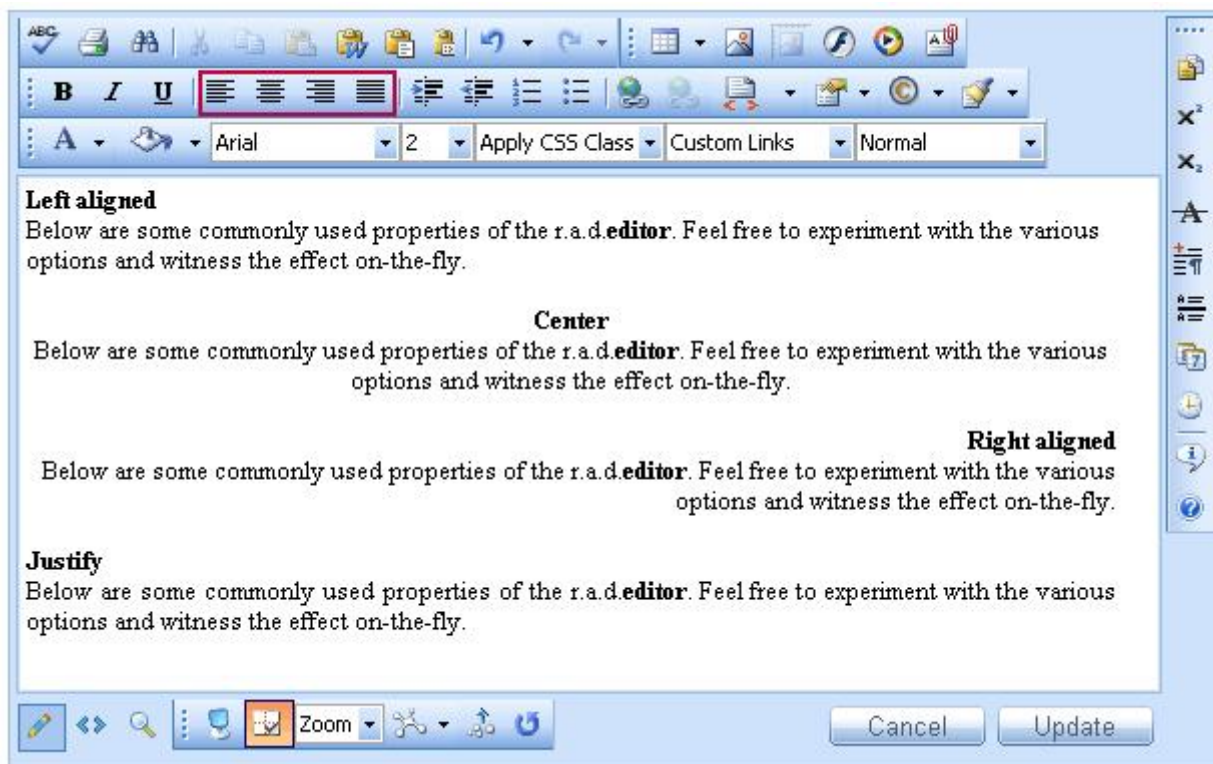 ABC
B I U
A Arial 2 Apply CSS Class Custom Links Normal
Left aligned
Below are some commonly used properties of the r.a.d.editor. Feel free to experiment with the various
options and witness the effect on-the-fly.
Center
Below are some commonly used properties of the r.a.d.editor. Feel free to experiment with the various
options and witness the effect on-the-fly.
Right aligned
Below are some commonly used properties of the r.a.d.editor. Feel free to experiment with the various
options and witness the effect on-the-fly.
Justify
Below are some commonly used properties of the r.a.d.editor. Feel free to experiment with the various
options and witness the effect on-the-fly.
Zoom
Cancel Update
x²
x₂
A